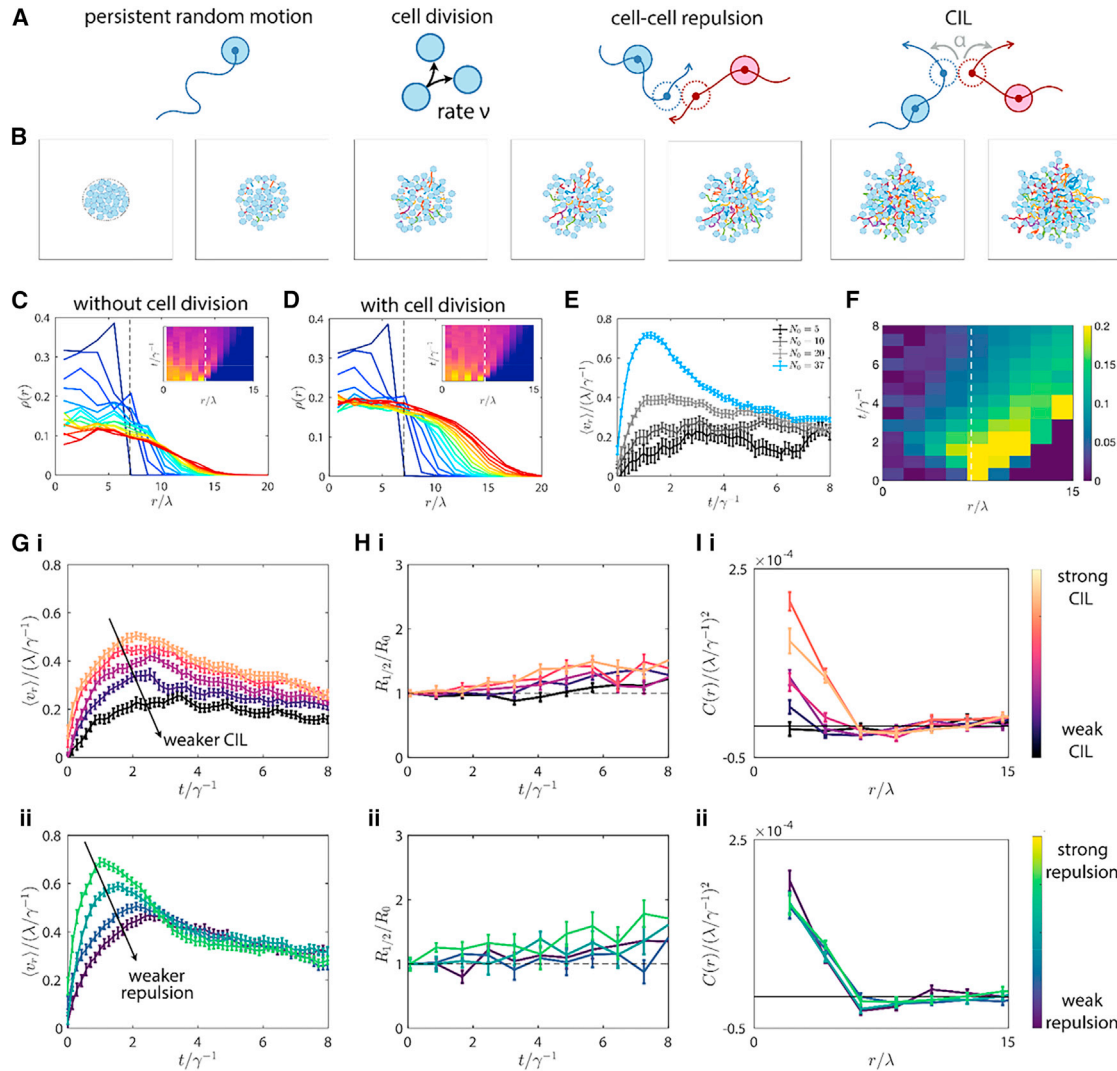 A
persistent random motion
cell division
cell-cell repulsion
CIL
rate ν
α
B
C
without cell division
D
with cell division
E
F
0.4
0.3
0.2
0.1
0
ρ(r)
t/γ⁻¹
r/λ
15
0 5 10 15 20
r/λ
0.4
0.3
0.2
0.1
0
ρ(r)
t/γ⁻¹
r/λ
15
0 5 10 15 20
r/λ
0.8
0.6
0.4
0.2
0
⟨v_r⟩/(λ/γ⁻¹)
N₀ = 5
N₀ = 10
N₀ = 20
N₀ = 37
0 2 4 6 8
t/γ⁻¹
8
6
4
2
0
t/γ⁻¹
0 15
r/λ
0.2
0.15
0.1
0.05
0
G i
0.8
0.6
0.4
0.2
0
⟨v_r⟩/(λ/γ⁻¹)
weaker CIL
0 2 4 6 8
t/γ⁻¹
H i
3
2
1
0
R₁/₂/R₀
0 2 4 6 8
t/γ⁻¹
I i
×10⁻⁴
2.5
-0.5
C(r)/(λ/γ⁻¹)²
0 15
r/λ
strong
CIL
weak
CIL
ii
0.8
0.6
0.4
0.2
0
⟨v_r⟩/(λ/γ⁻¹)
weaker
repulsion
0 2 4 6 8
t/γ⁻¹
ii
3
2
1
0
R₁/₂/R₀
0 2 4 6 8
t/γ⁻¹
ii
×10⁻⁴
2.5
-0.5
C(r)/(λ/γ⁻¹)²
0 15
r/λ
strong
repulsion
weak
repulsion